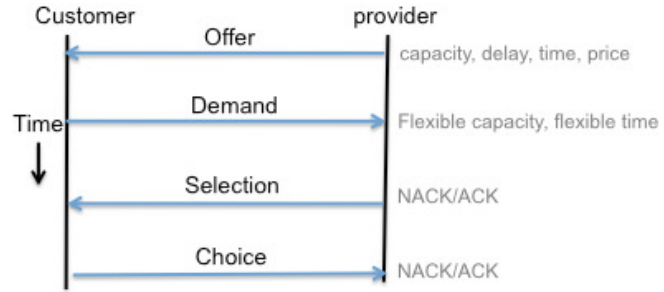 Customer
provider
Offer
capacity, delay, time, price
Demand
Time
Flexible capacity, flexible time
Selection
NACK/ACK
Choice
NACK/ACK